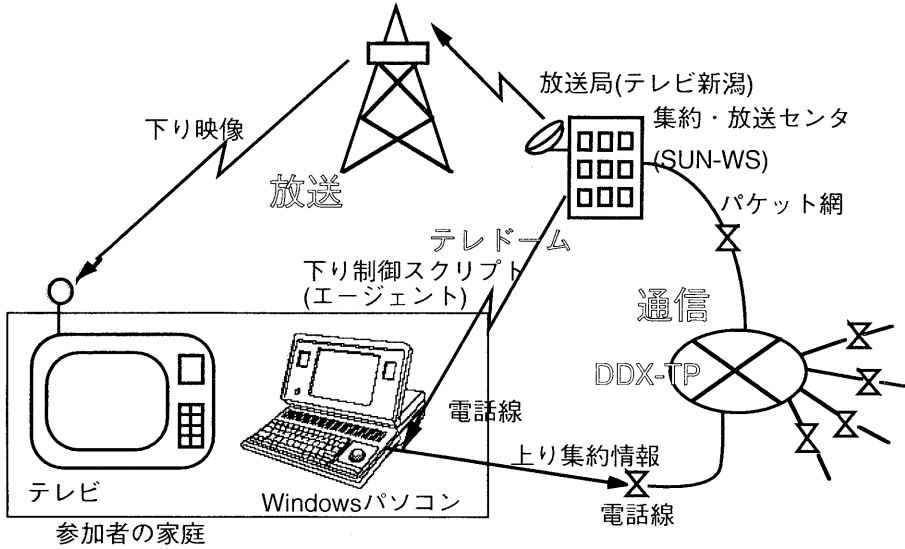 放送局(テレビ新潟)
集約・放送センタ
(SUN-WS)
下り映像
放送
パケット網
テレドーム
下り制御スクリプト
(エージェント)
通信
DDX-TP
電話線
上り集約情報
テレビ
Windowsパソコン
電話線
参加者の家庭